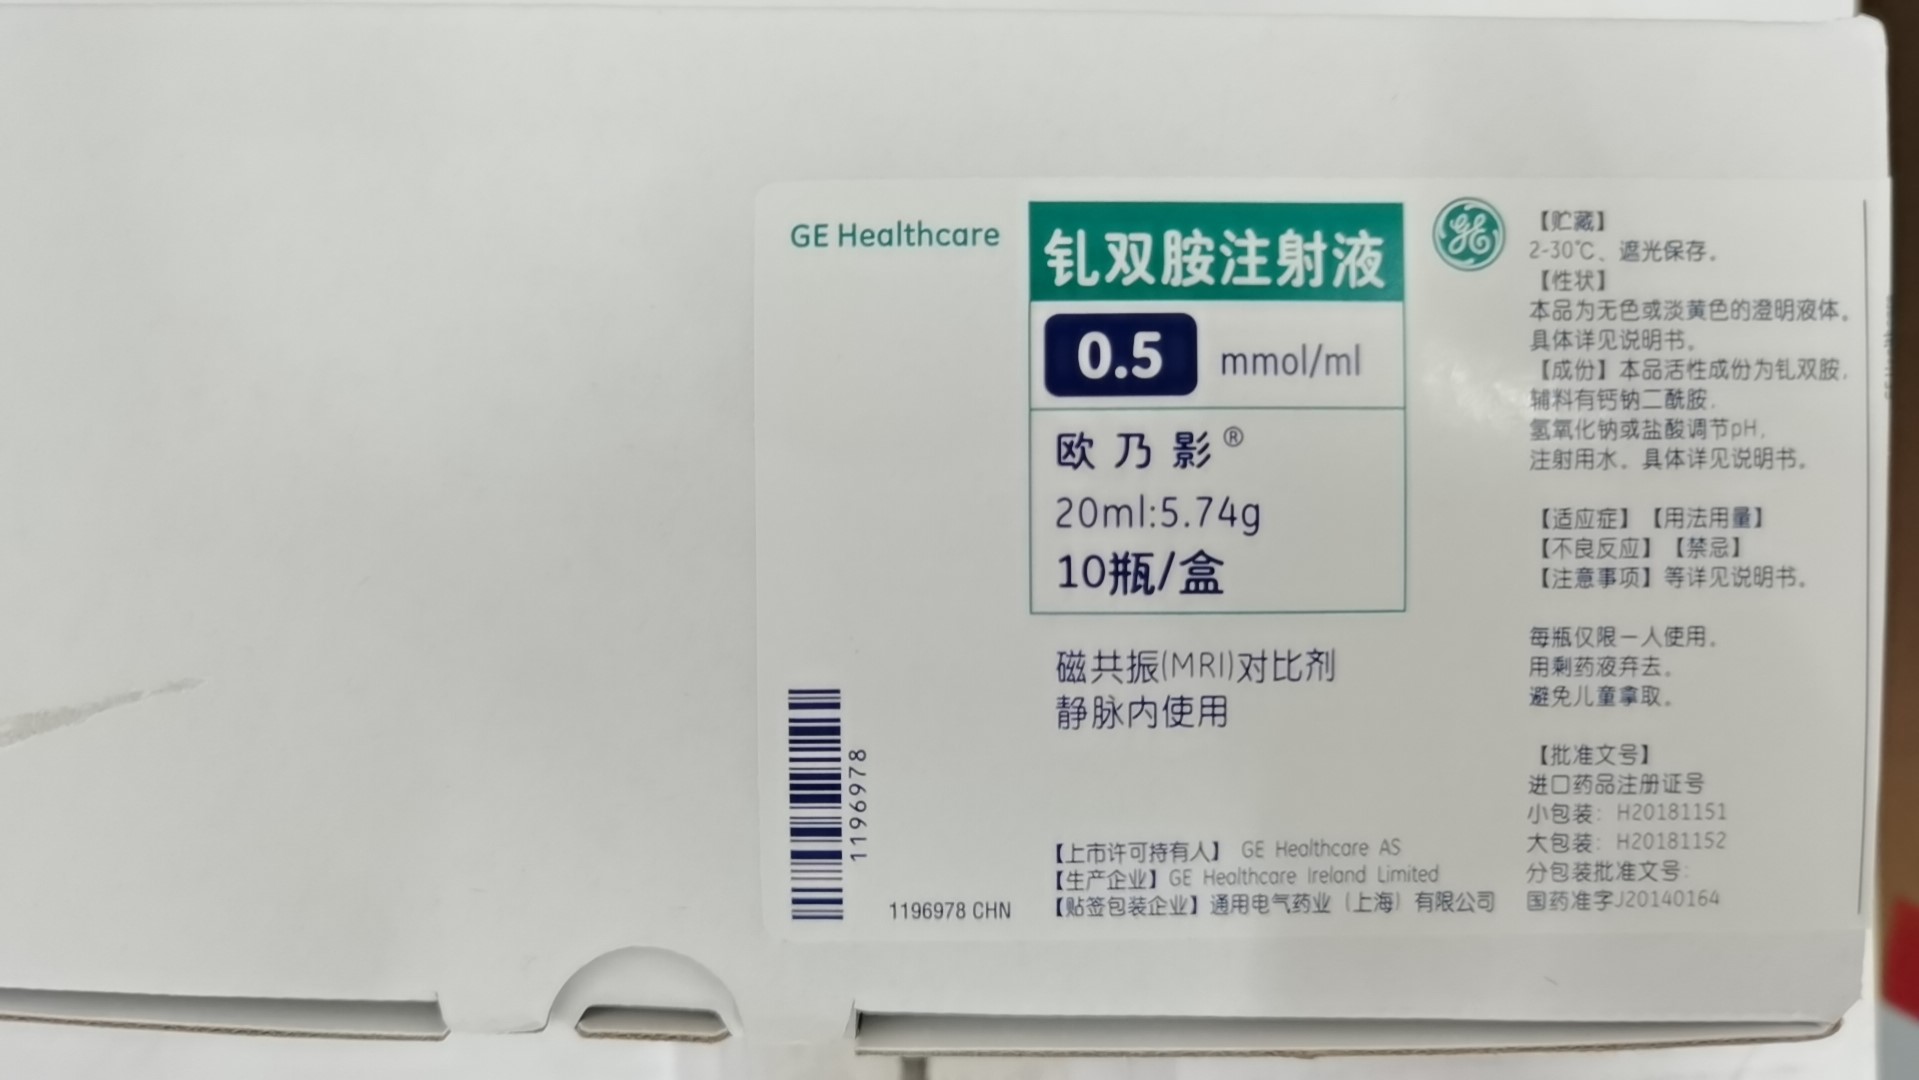 GE Healthcare
钆双胺注射液
0.5 mmol/ml
欧乃影®
20ml:5.74g
10瓶/盒
磁共振(MRI)对比剂
静脉内使用
【上市许可持有人】 GE Healthcare AS
【生产企业】GE Healthcare Ireland Limited
【贴签包装企业】通用电气药业（上海）有限公司
1196978
1196978 CHN
GE
【贮藏】
2-30℃、遮光保存。
【性状】
本品为无色或淡黄色的澄明液体。
具体详见说明书。
【成份】本品活性成份为钆双胺，
辅料有钙钠二酰胺，
氢氧化钠或盐酸调节pH，
注射用水。具体详见说明书。
【适应症】【用法用量】
【不良反应】【禁忌】
【注意事项】等详见说明书。
每瓶仅限一人使用。
用剩药液弃去。
避免儿童拿取。
【批准文号】
进口药品注册证号
小包装：H20181151
大包装：H20181152
分包装批准文号：
国药准字J20140164